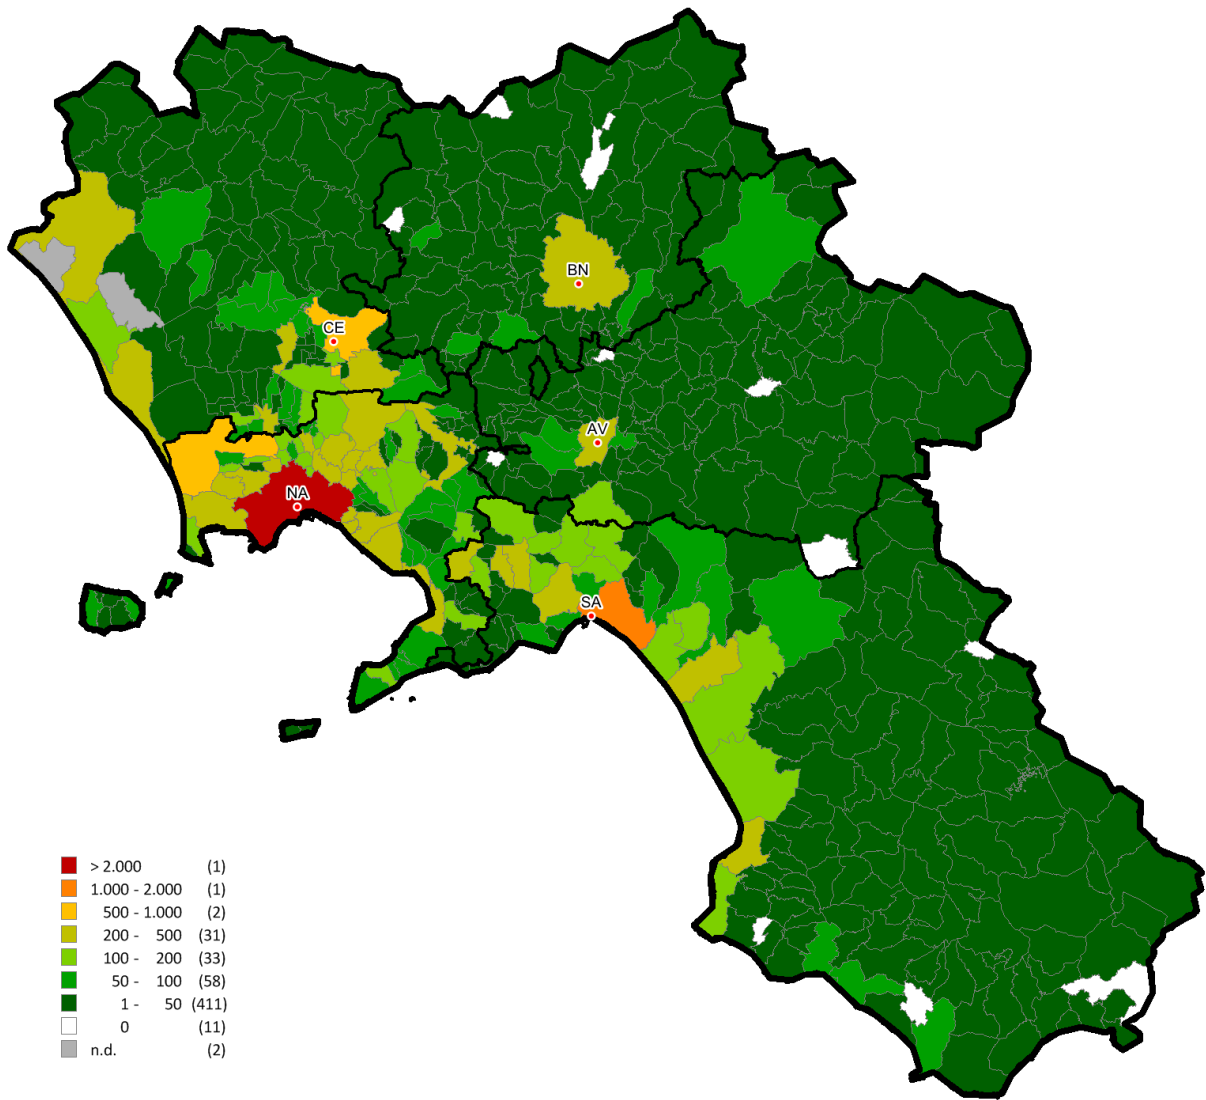 BN
CE
AV
NA
SA
> 2.000 (1)
1.000 - 2.000 (1)
500 - 1.000 (2)
200 - 500 (31)
100 - 200 (33)
50 - 100 (58)
1 - 50 (411)
0 (11)
n.d. (2)